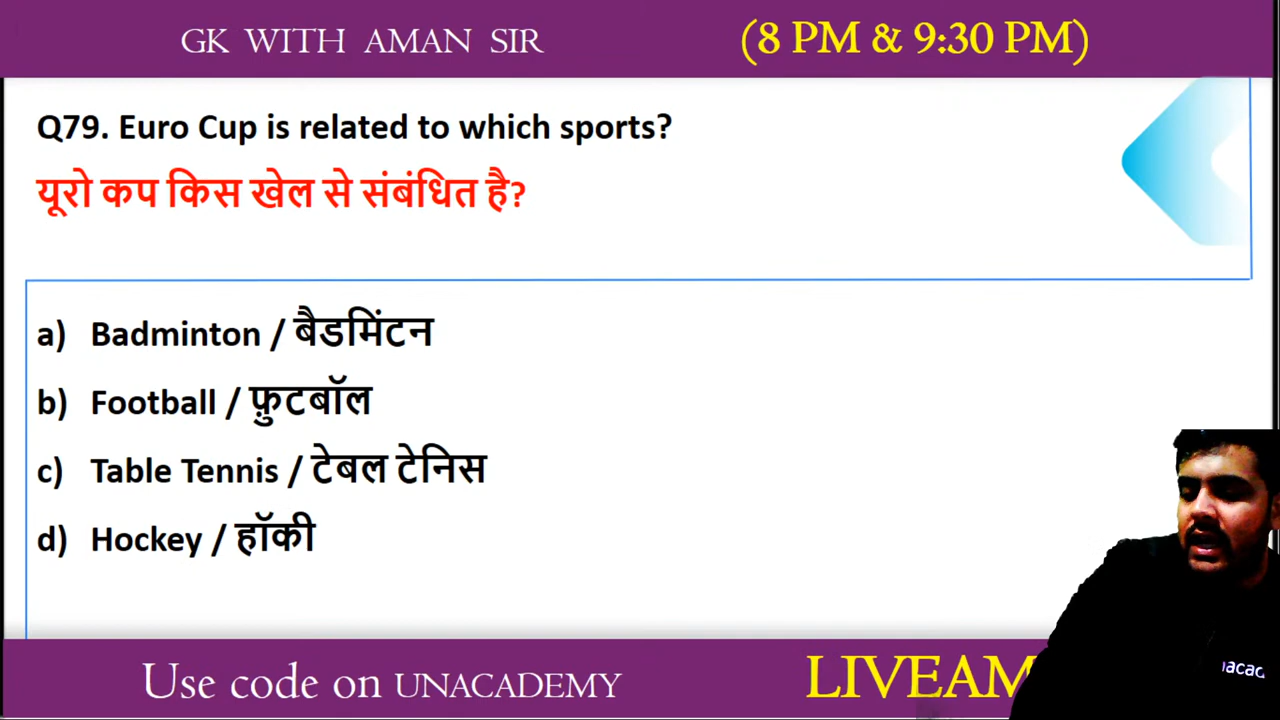 GK WITH AMAN SIR
(8 PM & 9:30 PM)
Q79. Euro Cup is related to which sports?
यूरो कप किस खेल से संबंधित है?
a) Badminton / बैडमिंटन
b) Football / फ़ुटबॉल
c) Table Tennis / टेबल टेनिस
d) Hockey / हॉकी
Use code on UNACADEMY
LIVEAM
nacad